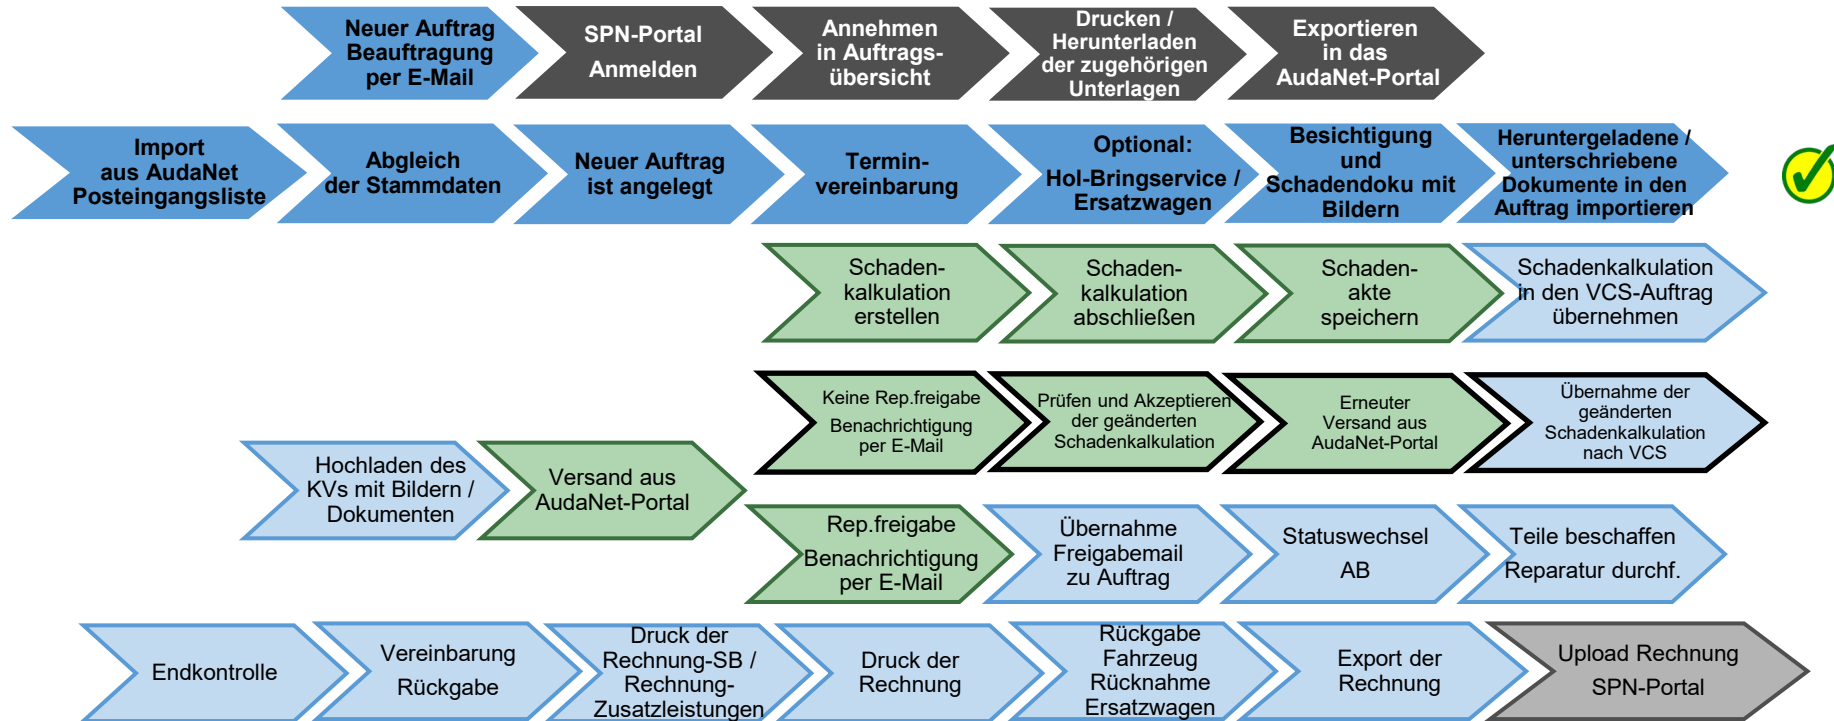 Neuer Auftrag
Beauftragung
per E-Mail
SPN-Portal
Anmelden
Annehmen
in Auftrags-
übersicht
Drucken /
Herunterladen
der zugehörigen
Unterlagen
Exportieren
in das
AudaNet-Portal
Import
aus AudaNet
Posteingangsliste
Abgleich
der Stammdaten
Neuer Auftrag
ist angelegt
Termin-
vereinbarung
Optional:
Hol-Bringservice /
Ersatzwagen
Besichtigung
und
Schadendoku mit
Bildern
Heruntergeladene /
unterschriebene
Dokumente in den
Auftrag importieren
Schaden-
kalkulation
erstellen
Schaden-
kalkulation
abschließen
Schaden-
akte
speichern
Schadenkalkulation
in den VCS-Auftrag
übernehmen
Keine Rep.freigabe
Benachrichtigung
per E-Mail
Prüfen und Akzeptieren
der geänderten
Schadenkalkulation
Erneuter
Versand aus
AudaNet-Portal
Übernahme der
geänderten
Schadenkalkulation
nach VCS
Hochladen des
KVs mit Bildern /
Dokumenten
Versand aus
AudaNet-Portal
Rep.freigabe
Benachrichtigung
per E-Mail
Übernahme
Freigabemail
zu Auftrag
Statuswechsel
AB
Teile beschaffen
Reparatur durchf.
Endkontrolle
Vereinbarung
Rückgabe
Druck der
Rechnung-SB /
Rechnung-
Zusatzleistungen
Druck der
Rechnung
Rückgabe
Fahrzeug
Rücknahme
Ersatzwagen
Export der
Rechnung
Upload Rechnung
SPN-Portal